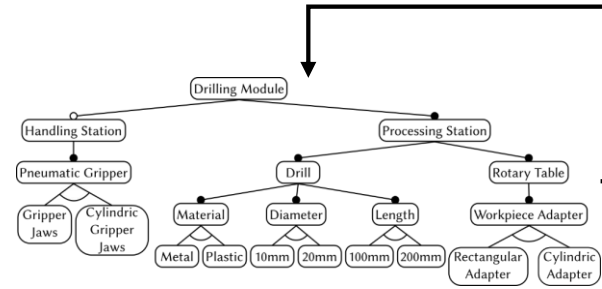 Drilling Module
Handling Station
Processing Station
Pneumatic Gripper
Drill
Rotary Table
Gripper
Jaws
Cylindric
Gripper
Jaws
Material
Diameter
Length
Workpiece Adapter
Metal
Plastic
10mm
20mm
100mm
200mm
Rectangular
Adapter
Cylindric
Adapter